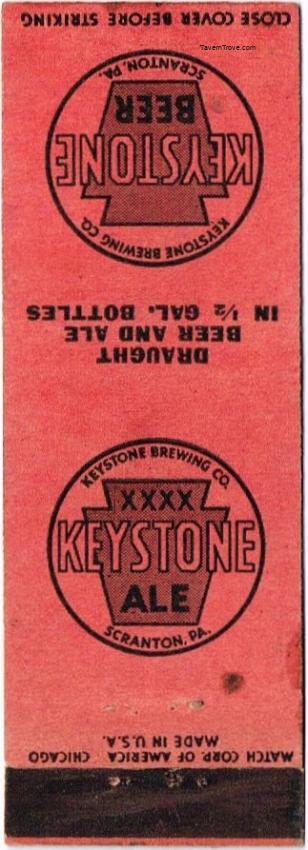 CLOSE COVER BEFORE STRIKING
TavernTrove.com
SCRANTON, PA.
BEER
KEYSTONE
KEYSTONE BREWING CO.
DRAUGHT
BEER AND ALE
IN ½ GAL. BOTTLES
KEYSTONE BREWING CO.
XXXX
KEYSTONE
ALE
SCRANTON, PA.
MADE IN U.S.A.
MATCH CORP. OF AMERICA, CHICAGO